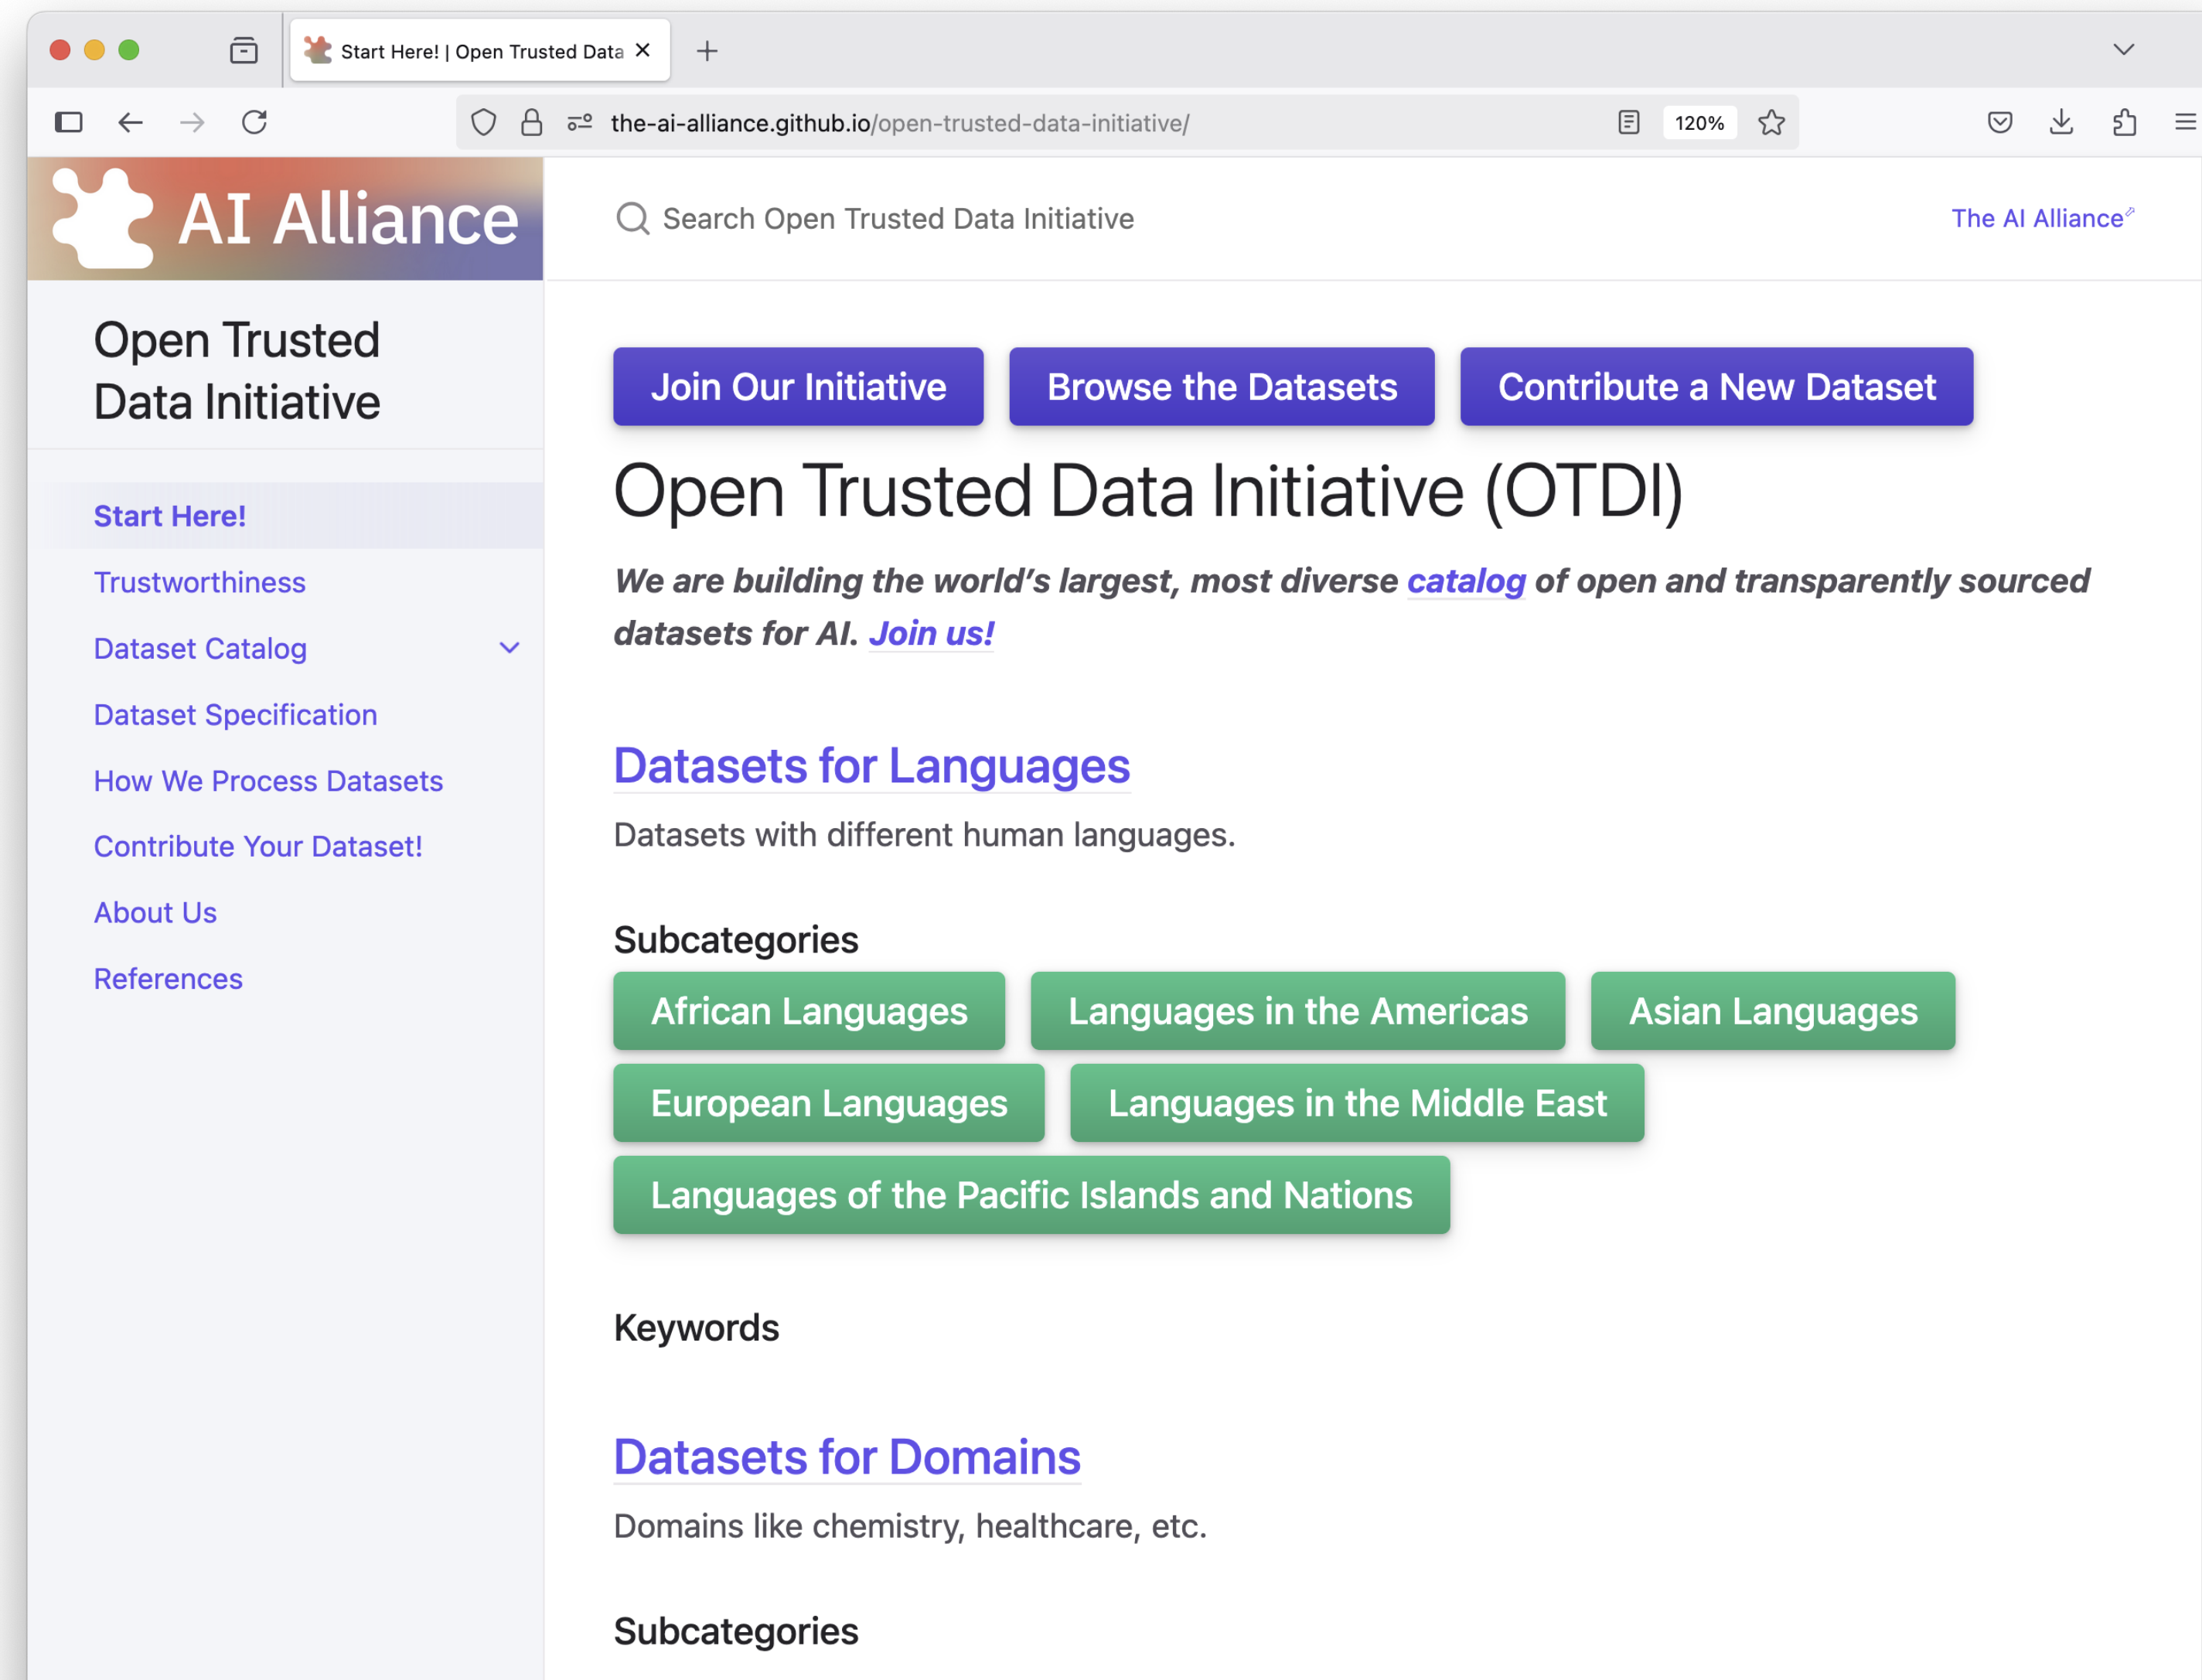 Start Here! | Open Trusted Data
the-ai-alliance.github.io/open-trusted-data-initiative/
120%
AI Alliance
Search Open Trusted Data Initiative
The AI Alliance
Open Trusted
Data Initiative
Start Here!
Trustworthiness
Dataset Catalog
Dataset Specification
How We Process Datasets
Contribute Your Dataset!
About Us
References
Join Our Initiative
Browse the Datasets
Contribute a New Dataset
Open Trusted Data Initiative (OTDI)
We are building the world’s largest, most diverse catalog of open and transparently sourced
datasets for AI. Join us!
Datasets for Languages
Datasets with different human languages.
Subcategories
African Languages
Languages in the Americas
Asian Languages
European Languages
Languages in the Middle East
Languages of the Pacific Islands and Nations
Keywords
Datasets for Domains
Domains like chemistry, healthcare, etc.
Subcategories